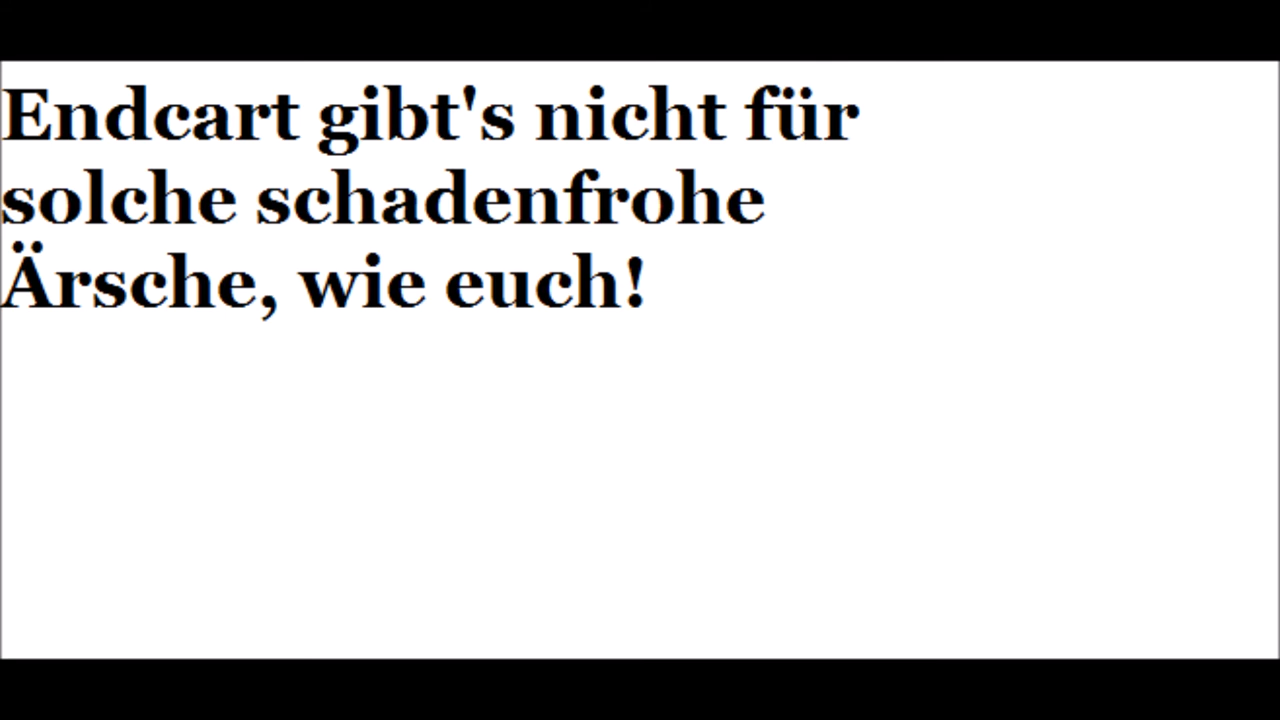 Endcart gibt's nicht für
solche schadenfrohe
Ärsche, wie euch!